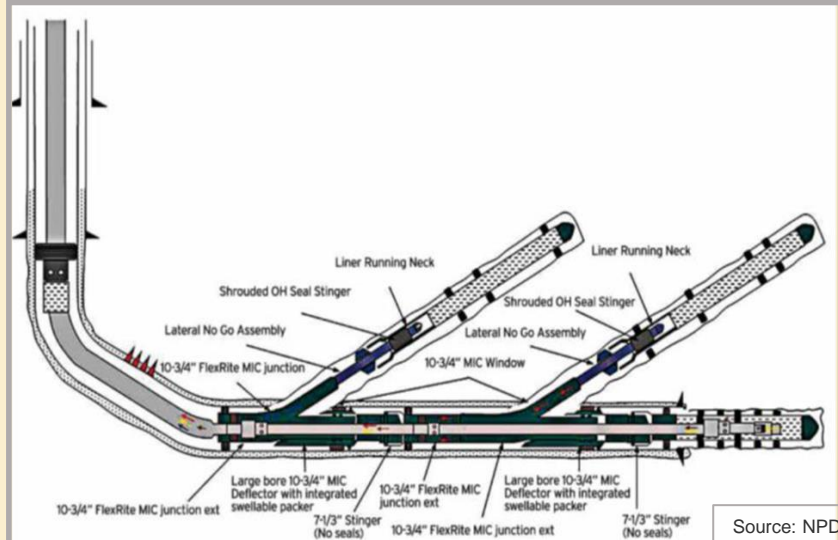 Liner Running Neck
Liner Running Neck
Shrouded OH Seal Stinger
Shrouded OH Seal Stinger
Lateral No Go Assembly
Lateral No Go Assembly
10-3/4" FlexRite MIC junction
10-3/4" MIC Window
10-3/4" FlexRite MIC junction ext
Large bore 10-3/4" MIC
Deflector with integrated
swellable packer
7-1/3" Stinger
(No seals)
10-3/4" FlexRite MIC
junction ext
10-3/4" FlexRite MIC junction ext
Large bore 10-3/4" MIC
Deflector with integrated
swellable packer
7-1/3" Stinger
(No seals)
Source: NPD